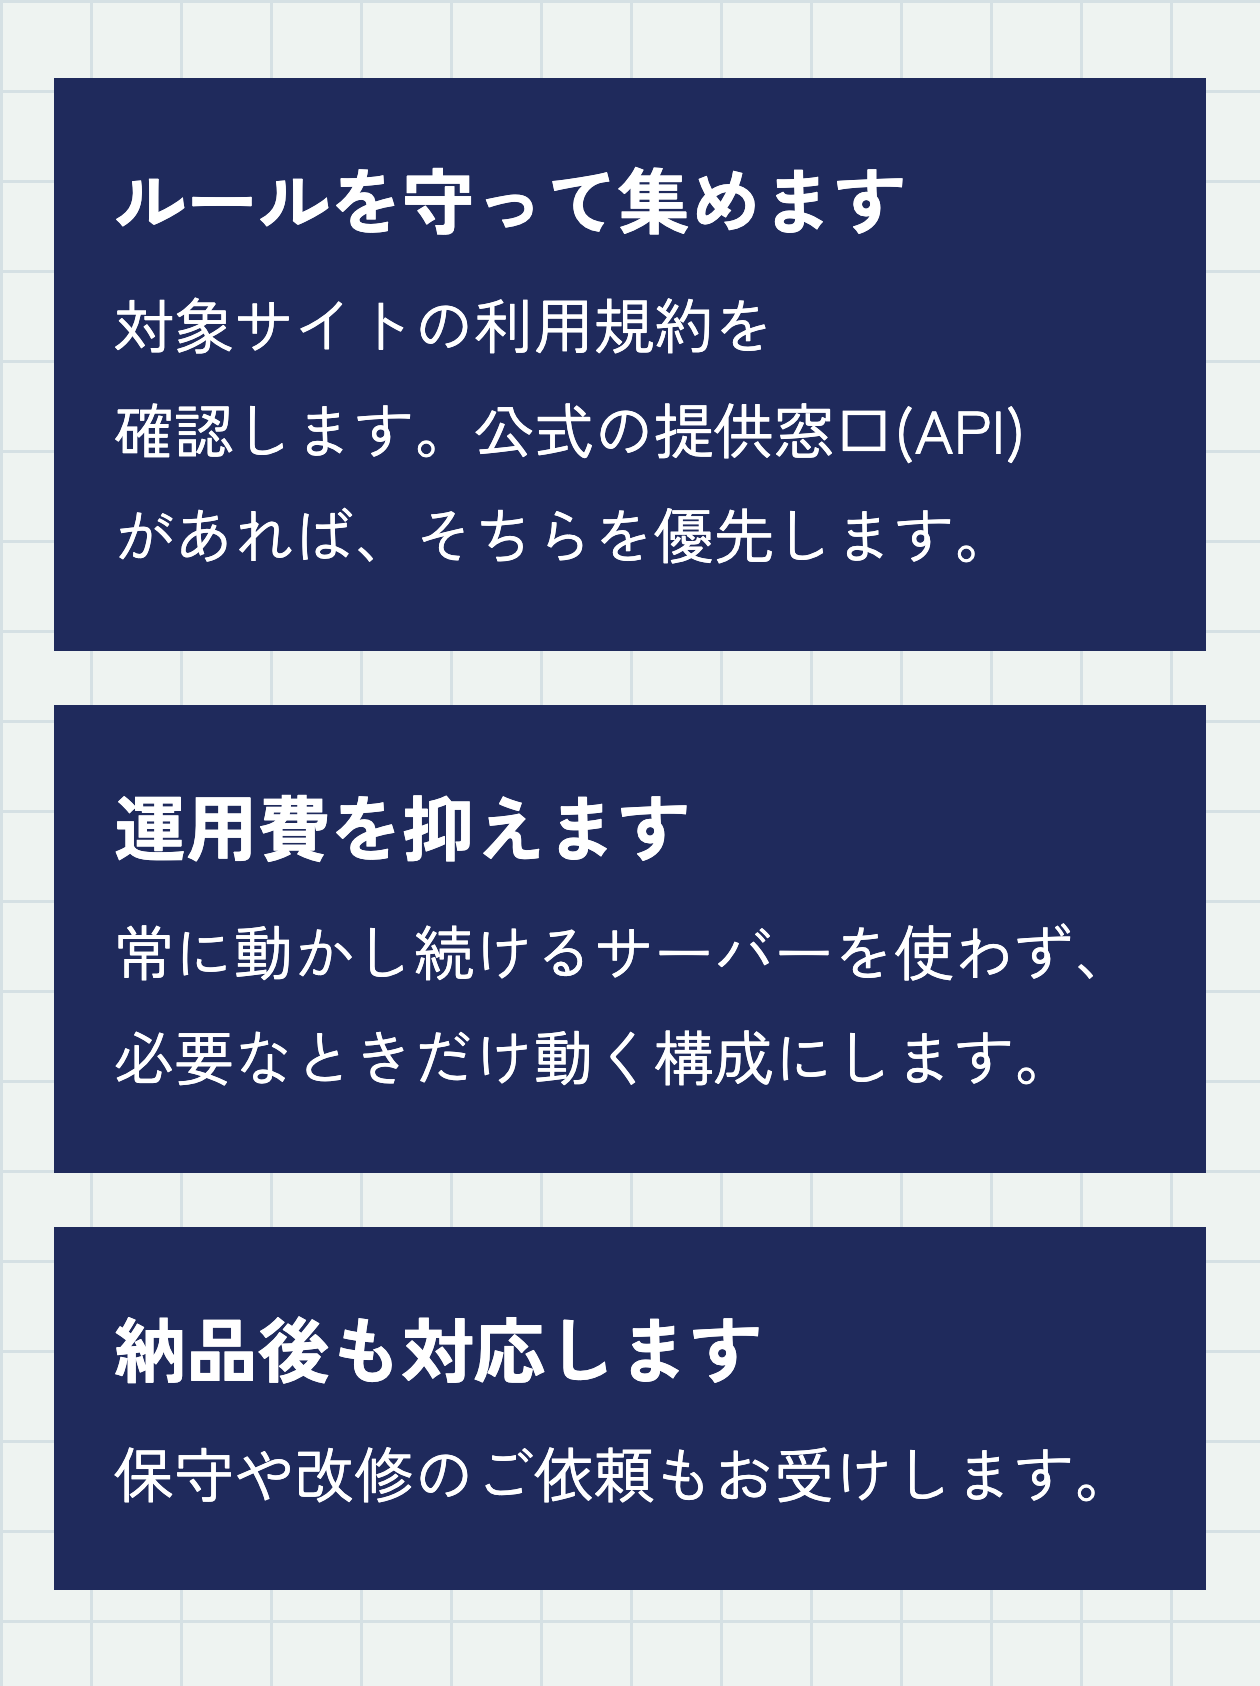 ルールを守って集めます
対象サイトの利用規約を
確認します。公式の提供窓口(API)
があれば、そちらを優先します。
運用費を抑えます
常に動かし続けるサーバーを使わず、
必要なときだけ動く構成にします。
納品後も対応します
保守や改修のご依頼もお受けします。